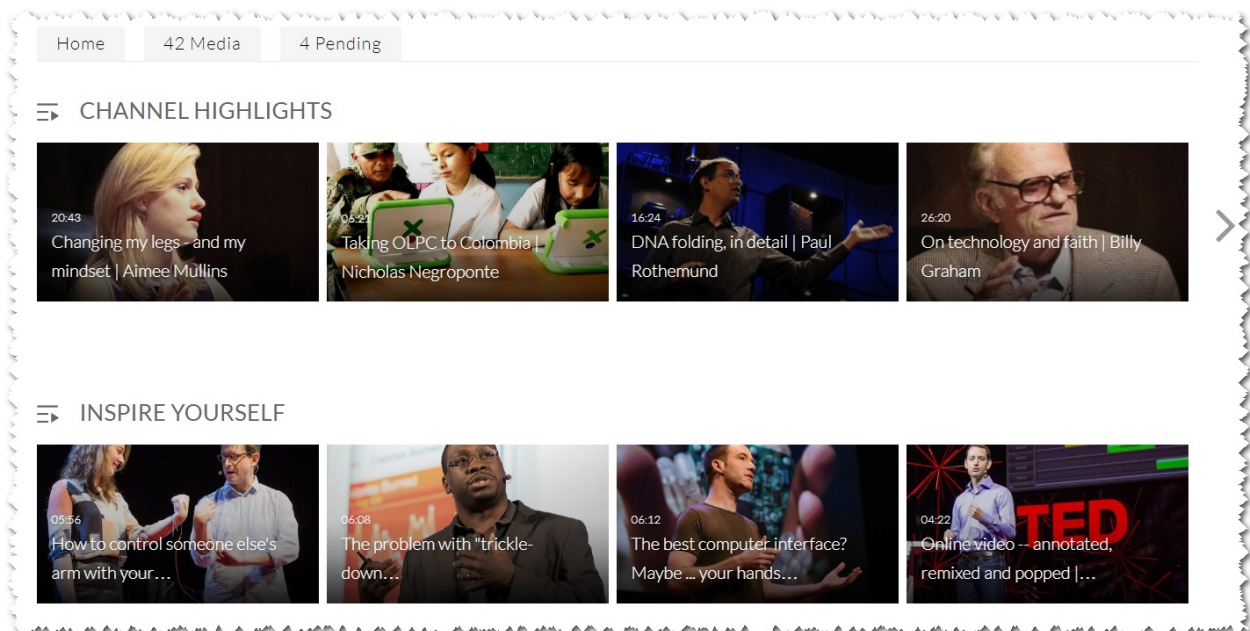 Home
42 Media
4 Pending
CHANNEL HIGHLIGHTS
20:43
Changing my legs - and my
mindset | Aimee Mullins
06:21
Taking OLPC to Colombia |
Nicholas Negroponte
16:24
DNA folding, in detail | Paul
Rothemund
26:20
On technology and faith | Billy
Graham
INSPIRE YOURSELF
05:56
How to control someone else's
arm with your…
06:08
The problem with "trickle-
down…
06:12
The best computer interface?
Maybe ... your hands…
04:22
TED
Online video -- annotated,
remixed and popped |…